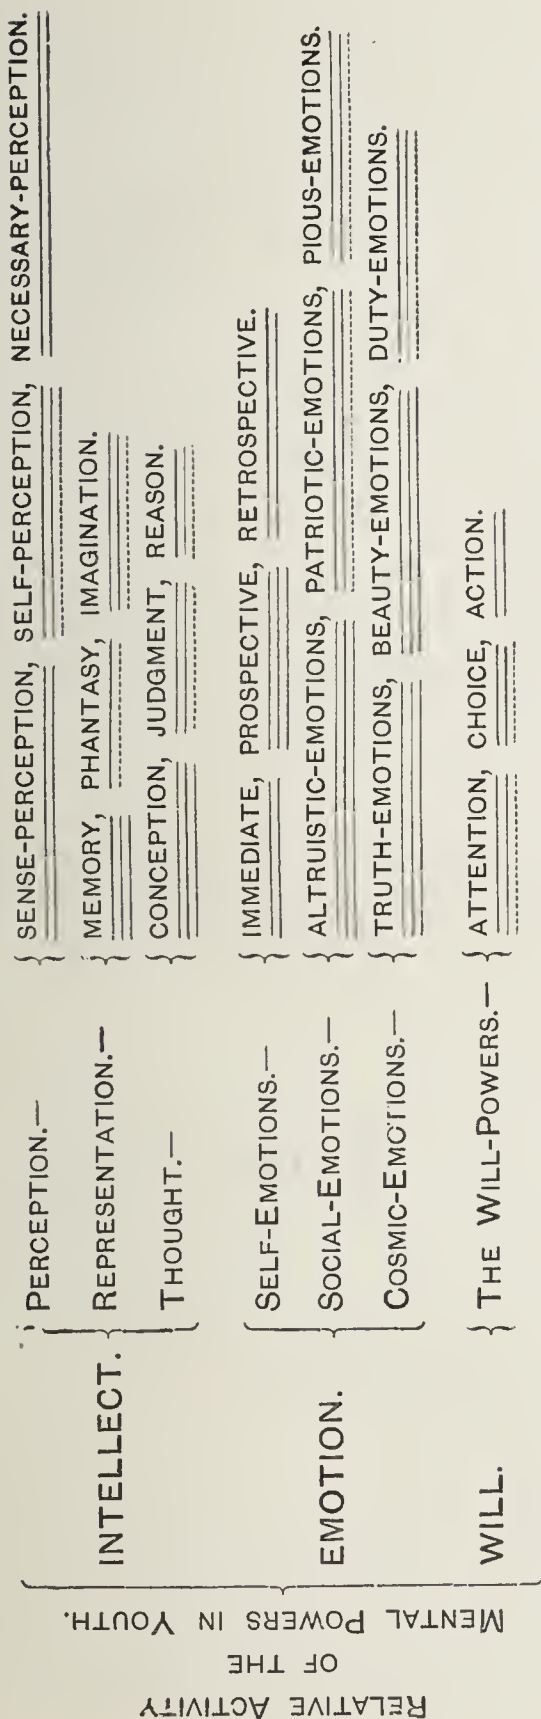 RELATIVE ACTIVITY
OF THE
MENTAL POWERS IN YOUTH.
INTELLECT.
PERCEPTION.—
SENSE-PERCEPTION, SELF-PERCEPTION, NECESSARY-PERCEPTION.
REPRESENTATION.—
MEMORY, PHANTASY, IMAGINATION.
THOUGHT.—
CONCEPTION, JUDGMENT, REASON.
EMOTION.
SELF-EMOTIONS.—
IMMEDIATE, PROSPECTIVE, RETROSPECTIVE.
SOCIAL-EMOTIONS.—
ALTRUISTIC-EMOTIONS, PATRIOTIC-EMOTIONS, PIOUS-EMOTIONS.
COSMIC-EMOTIONS.—
TRUTH-EMOTIONS, BEAUTY-EMOTIONS, DUTY-EMOTIONS.
WILL.
THE WILL-POWERS.—
ATTENTION, CHOICE, ACTION.